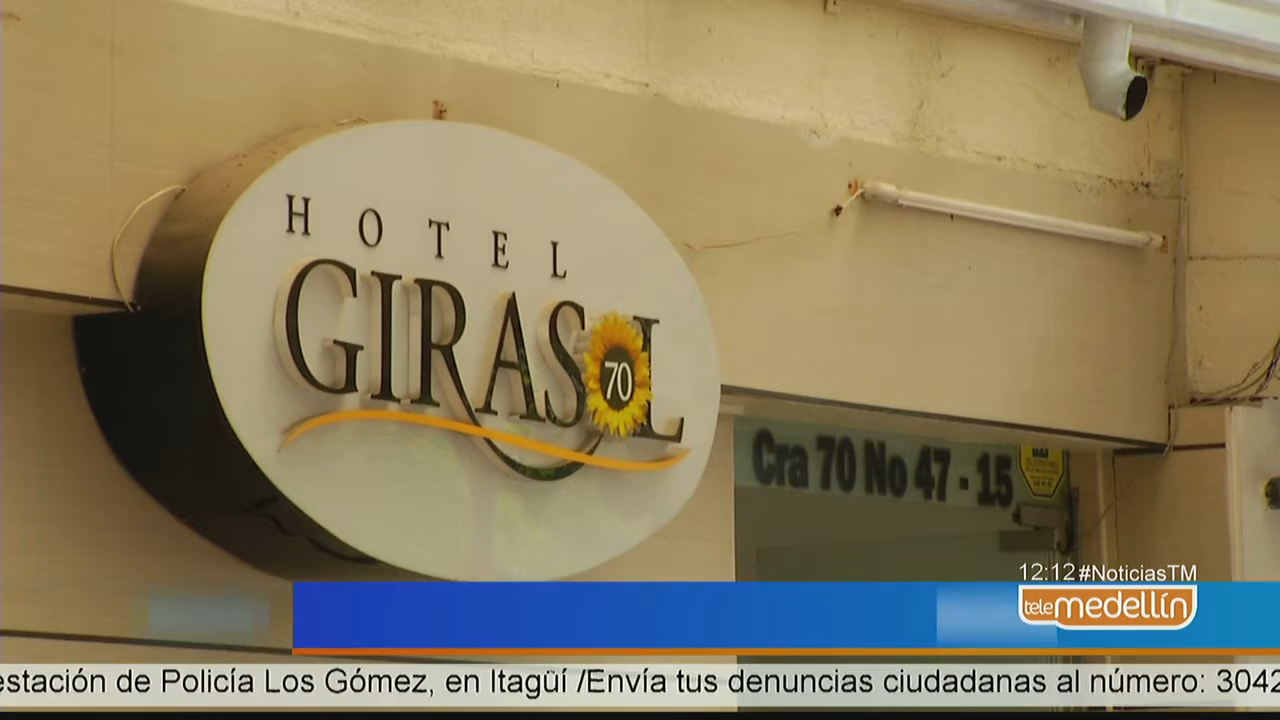 HOTEL
GIRASOL
70
Cra 70 No 47 - 15
12:12 #NoticiasTM
telemedellín
estación de Policía Los Gómez, en Itagüí /Envía tus denuncias ciudadanas al número: 3042